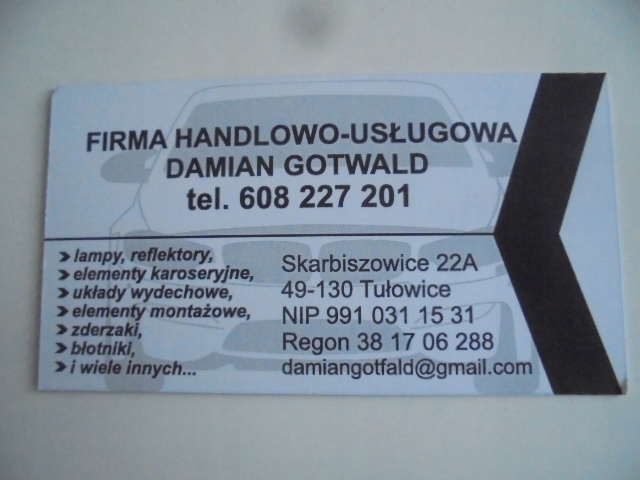 FIRMA HANDLOWO-USŁUGOWA
DAMIAN GOTWALD
tel. 608 227 201
lampy, reflektory,
elementy karoseryjne,
układy wydechowe,
elementy montażowe,
zderzaki,
błotniki,
i wiele innych...
Skarbiszowice 22A
49-130 Tułowice
NIP 991 031 15 31
Regon 38 17 06 288
damiangotfald@gmail.com